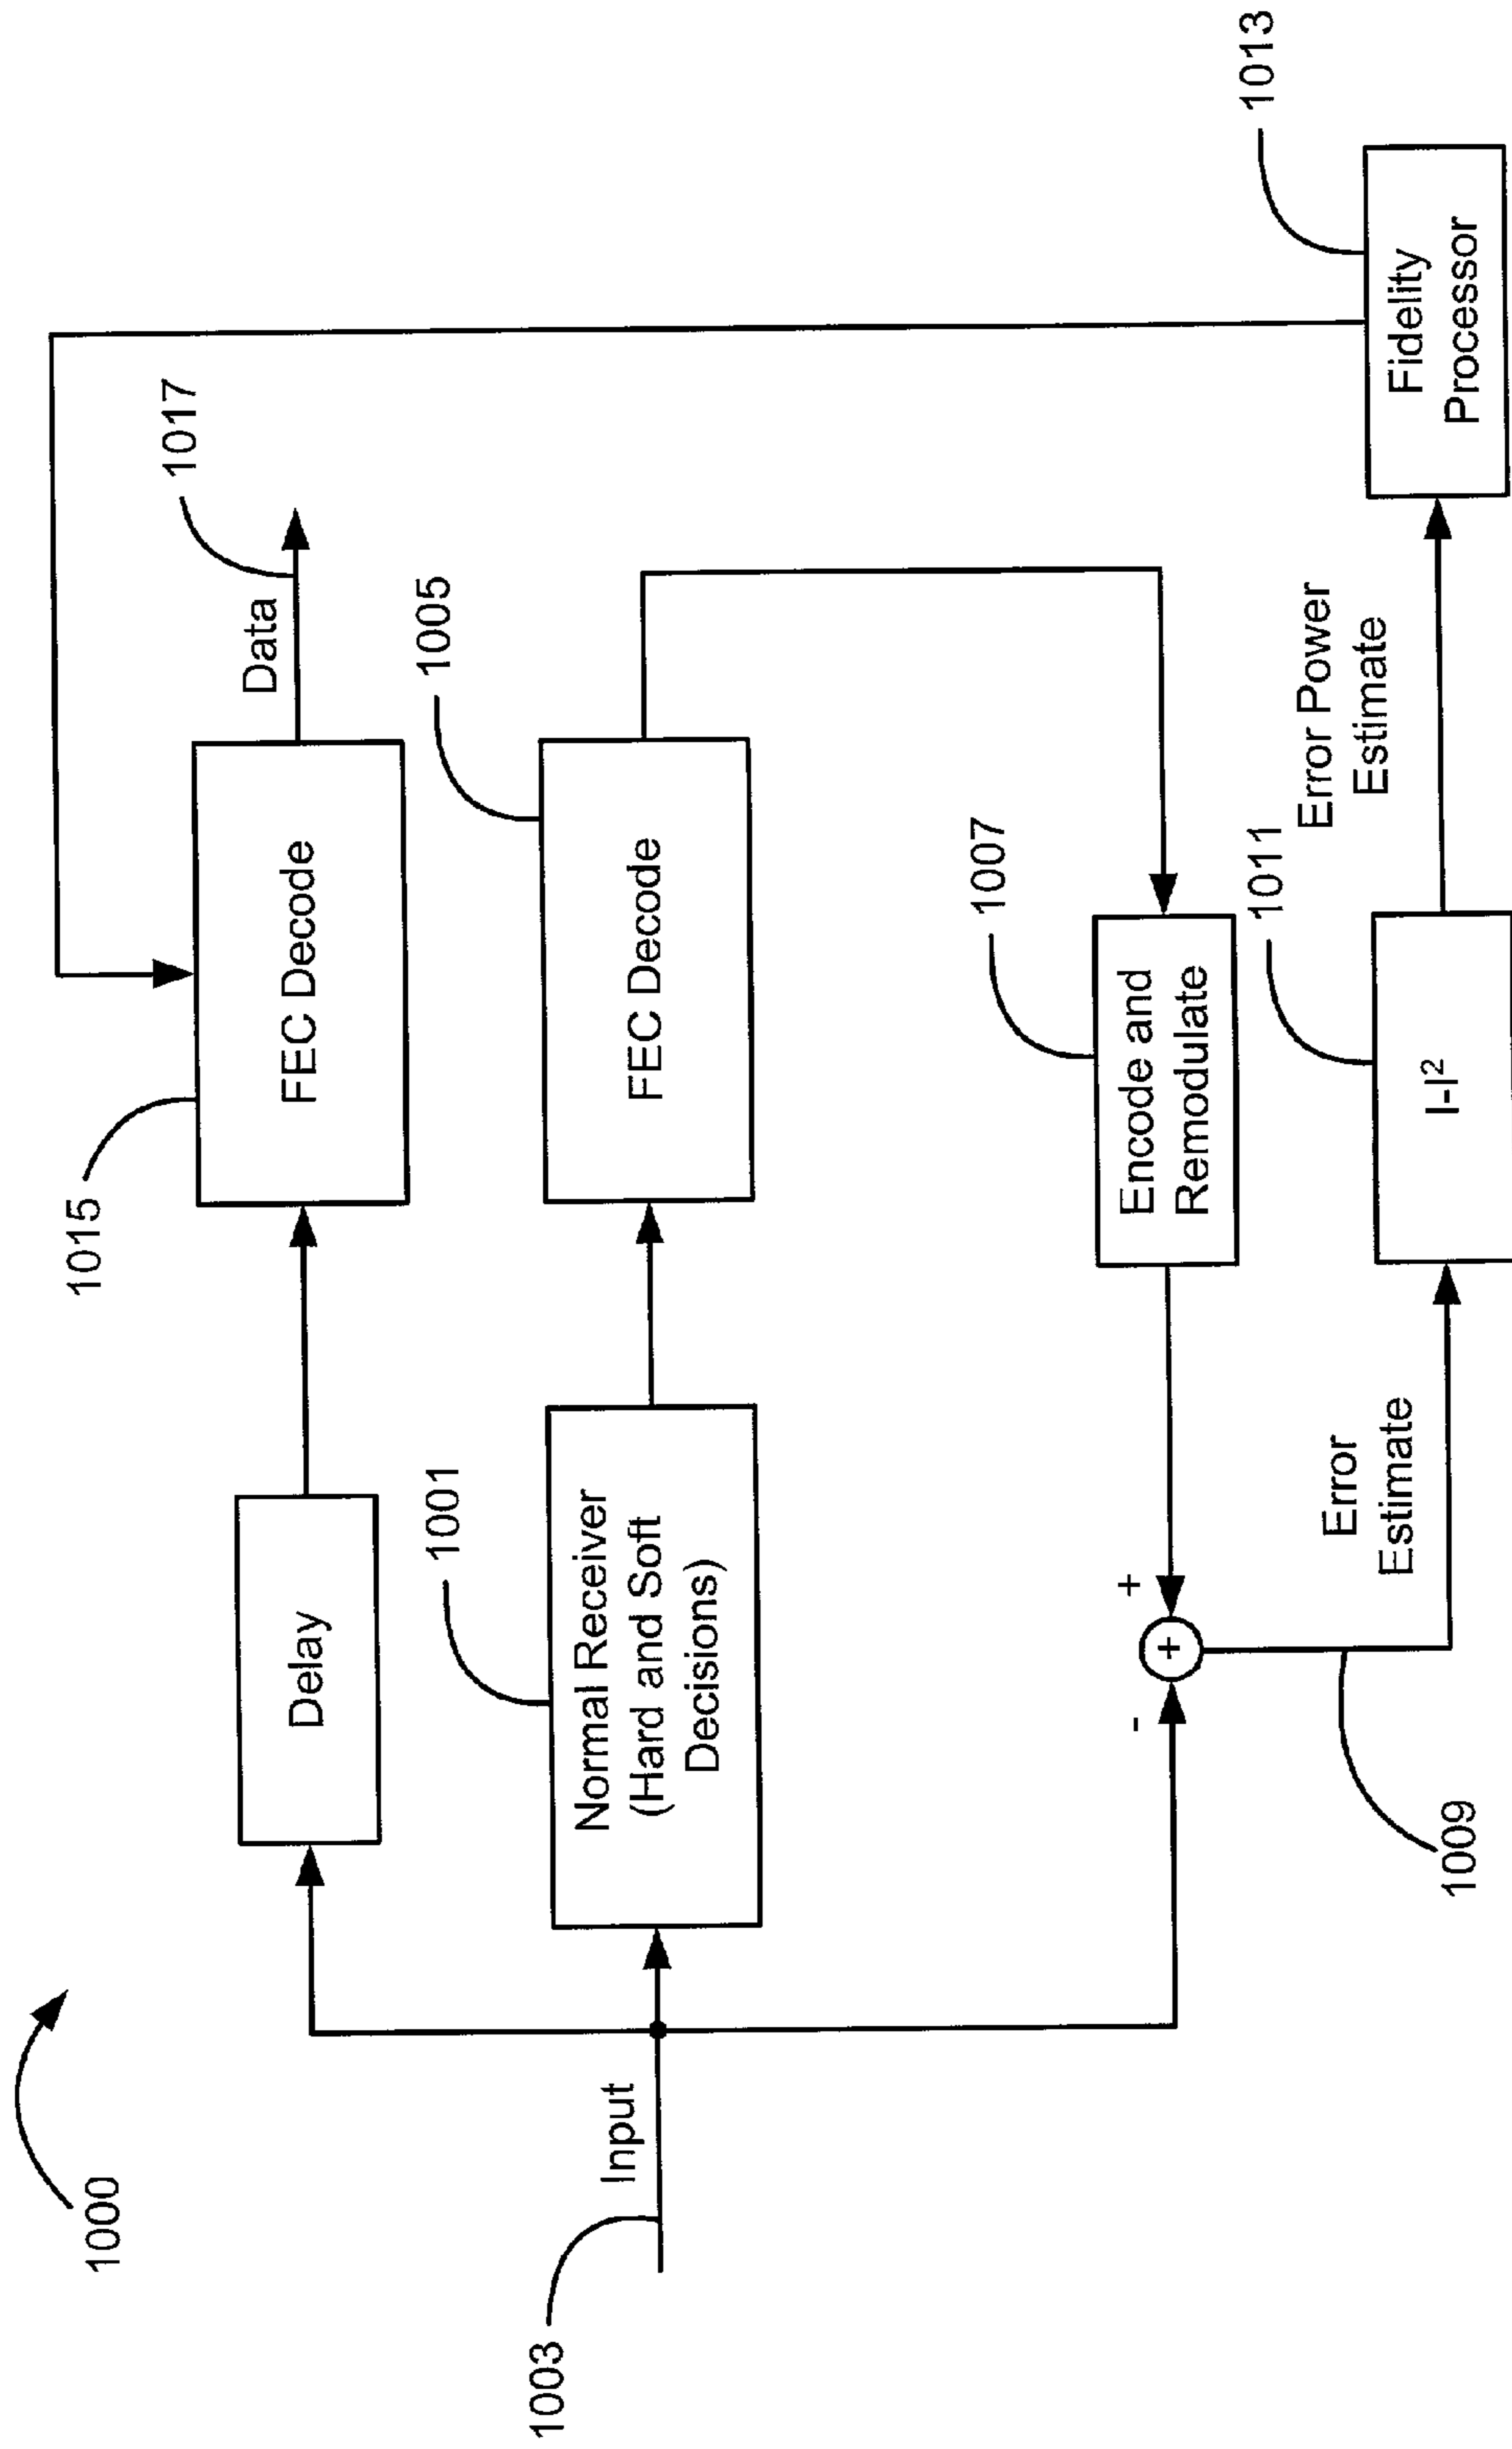 1000
1003
Input
Delay
1015
FEC Decode
Data
1017
1001
Normal Receiver
(Hard and Soft
Decisions)
FEC Decode
1005
1007
Encode and
Remodulate
+
-
+
1009
Error
Estimate
1011
|-|²
Error Power
Estimate
1013
Fidelity
Processor